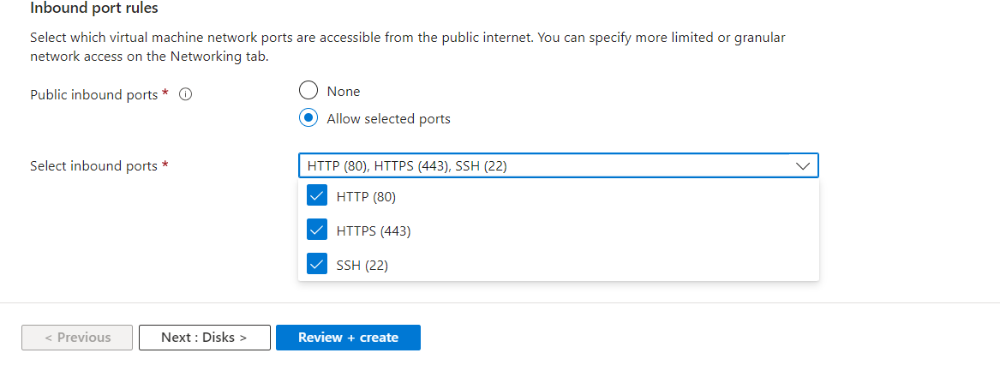 Inbound port rules
Select which virtual machine network ports are accessible from the public internet. You can specify more limited or granular
network access on the Networking tab.
Public inbound ports *
None
Allow selected ports
Select inbound ports *
HTTP (80), HTTPS (443), SSH (22)
HTTP (80)
HTTPS (443)
SSH (22)
< Previous
Next : Disks >
Review + create